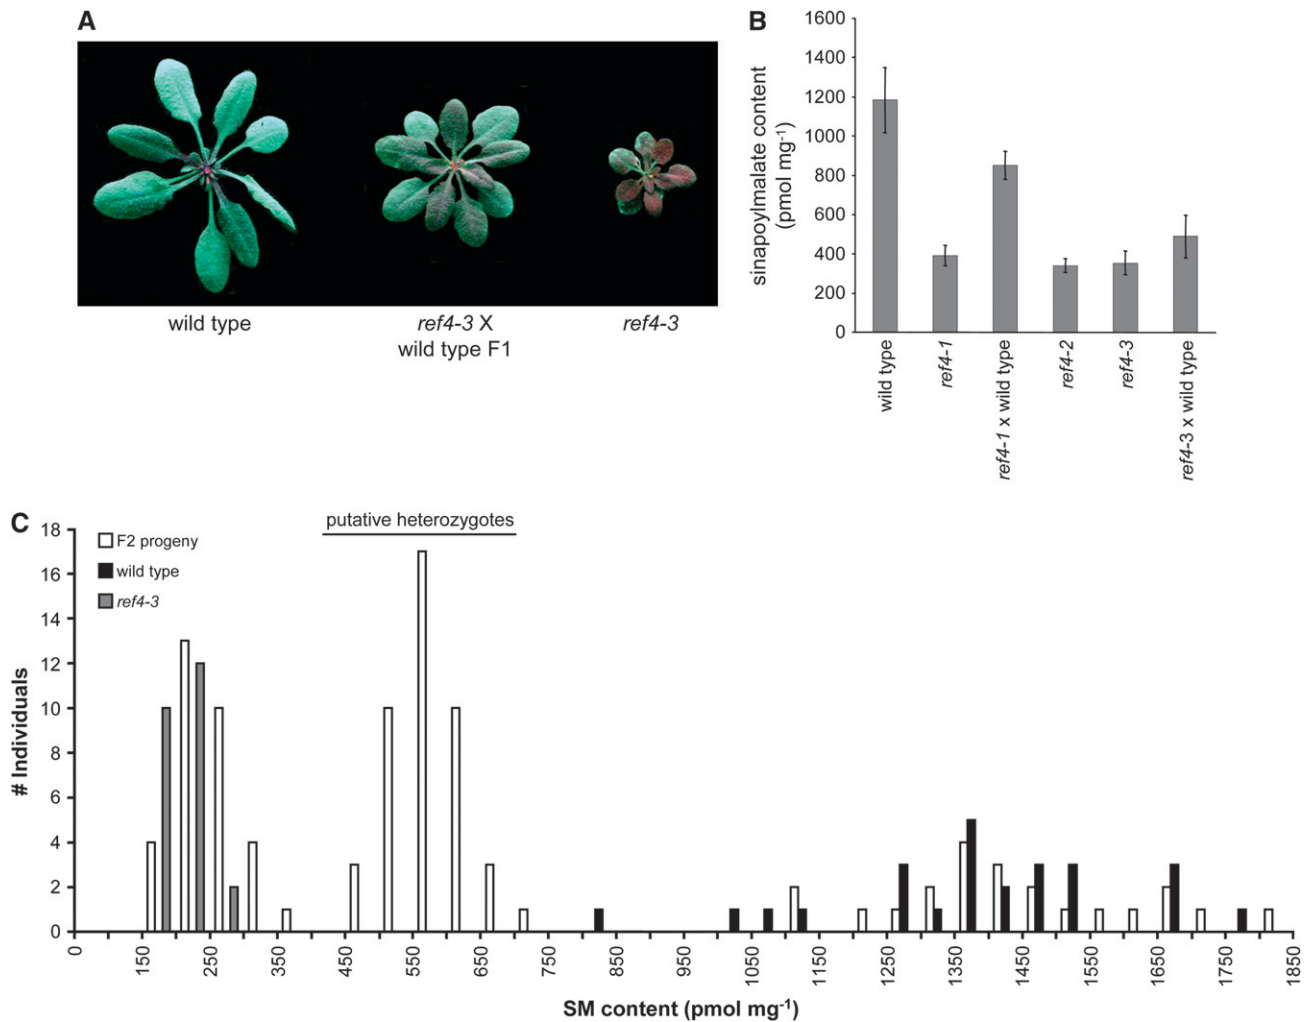 A
wild type
ref4-3 X
wild type F1
ref4-3
B
sinapoylmalate content
(pmol mg-1)
1600
1400
1200
1000
800
600
400
200
0
wild type
ref4-1
ref4-1 x wild type
ref4-2
ref4-3
ref4-3 x wild type
C
putative heterozygotes
F2 progeny
wild type
ref4-3
# Individuals
18
16
14
12
10
8
6
4
2
0
0
150
250
350
450
550
650
750
850
950
1050
1150
1250
1350
1450
1550
1650
1750
1850
SM content (pmol mg-1)